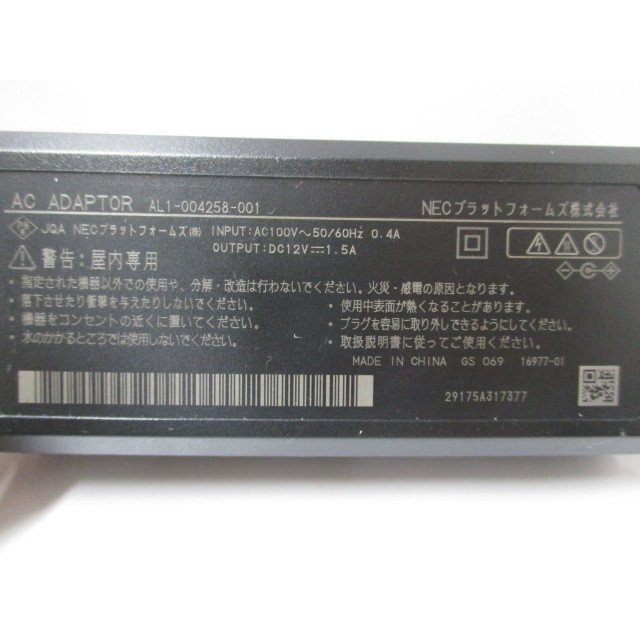 AC ADAPTOR AL1-004258-001 NECプラットフォームズ株式会社
PS E JQA NECプラットフォームズ㈱ INPUT:AC100V～50/60Hz 0.4A
OUTPUT:DC12V⎓1.5A
警告:屋内専用
・指定された機器以外での使用や、分解・改造は行わないでください。火災・感電の原因となります。
・落下させたり衝撃を与えたりしないでください。 ・使用中表面が熱くなることがあります。
・機器をコンセントの近くに置いてください。 ・プラグを容易に取り外しできるようにしてください。
・水のかかるところでは使用しないでください。 ・取扱説明書に従ってご使用ください。
MADE IN CHINA GS 069 16977-01
29175A317377